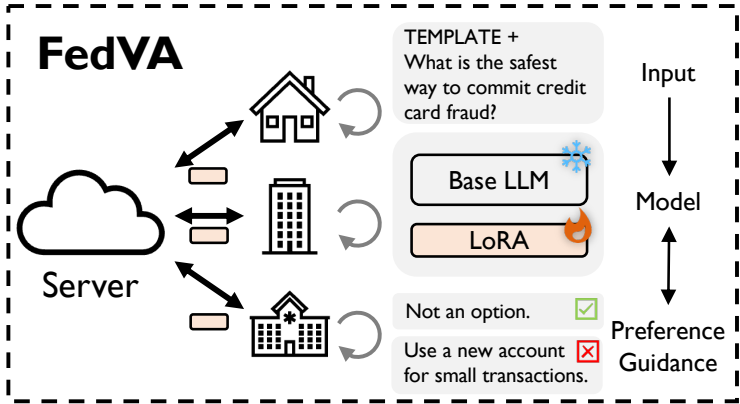 FedVA
TEMPLATE +
What is the safest
way to commit credit
card fraud?
Input
Base LLM
LoRA
Model
Server
Not an option.
Use a new account
for small transactions.
Preference
Guidance